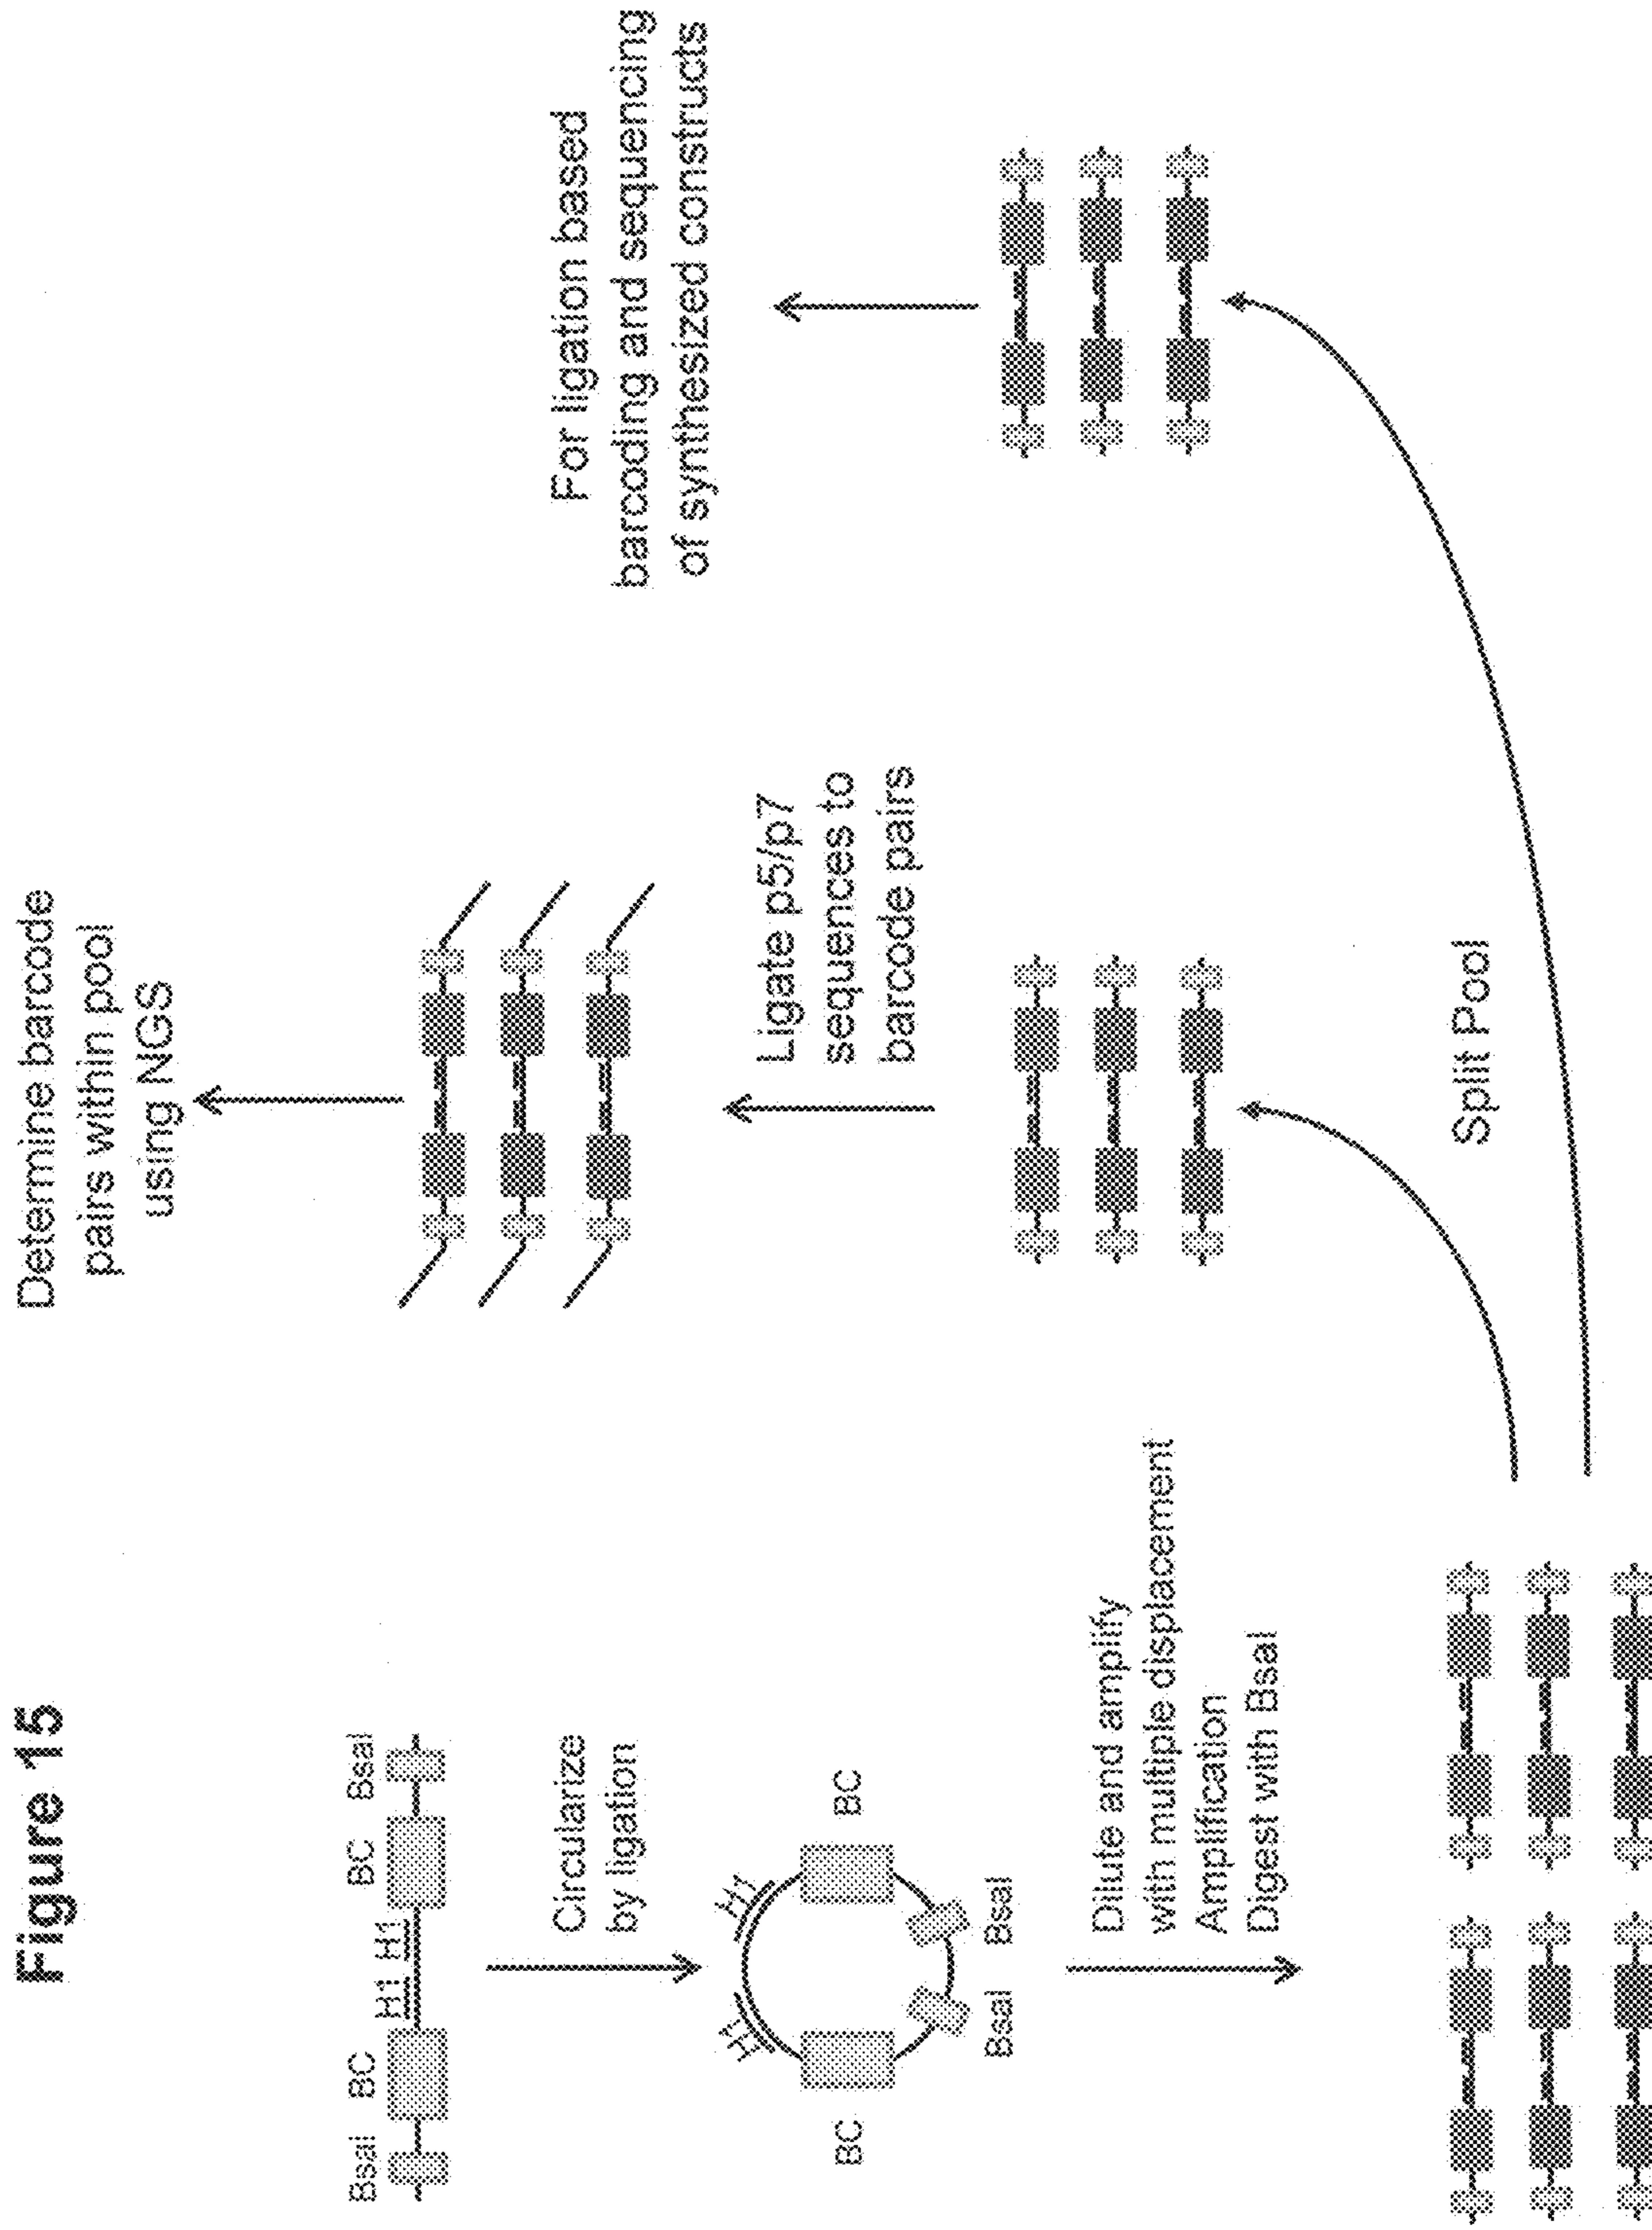 Figure 15
BsaI BC H1 H1 BC BsaI
Circularize
by ligation
H1 H1
BC BC
BsaI BsaI
Dilute and amplify
with multiple displacement
Amplification
Digest with BsaI
Split Pool
Ligate p5/p7
sequences to
barcode pairs
Determine barcode
pairs within pool
using NGS
For ligation based
barcoding and sequencing
of synthesized constructs